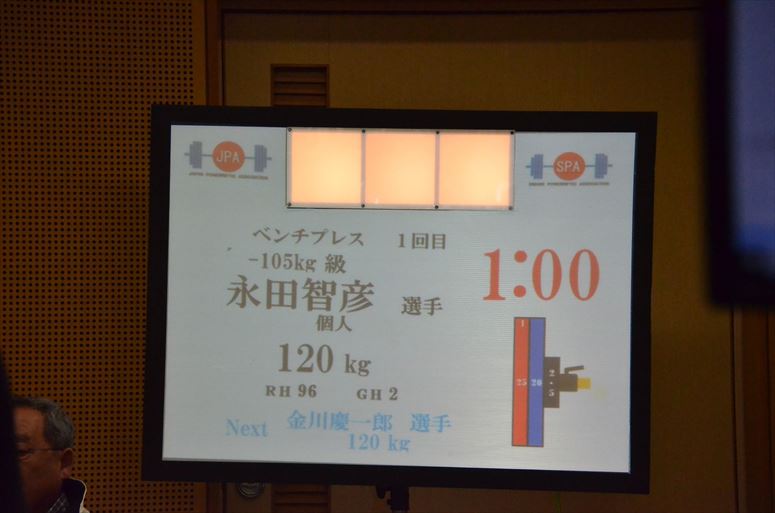 JPA
SPA
ベンチプレス 1回目
-105kg 級
1:00
永田智彦 選手
個人
120 kg
RH 96 GH 2
1
25 20 2.5
Next 金川慶一郎 選手
120 kg